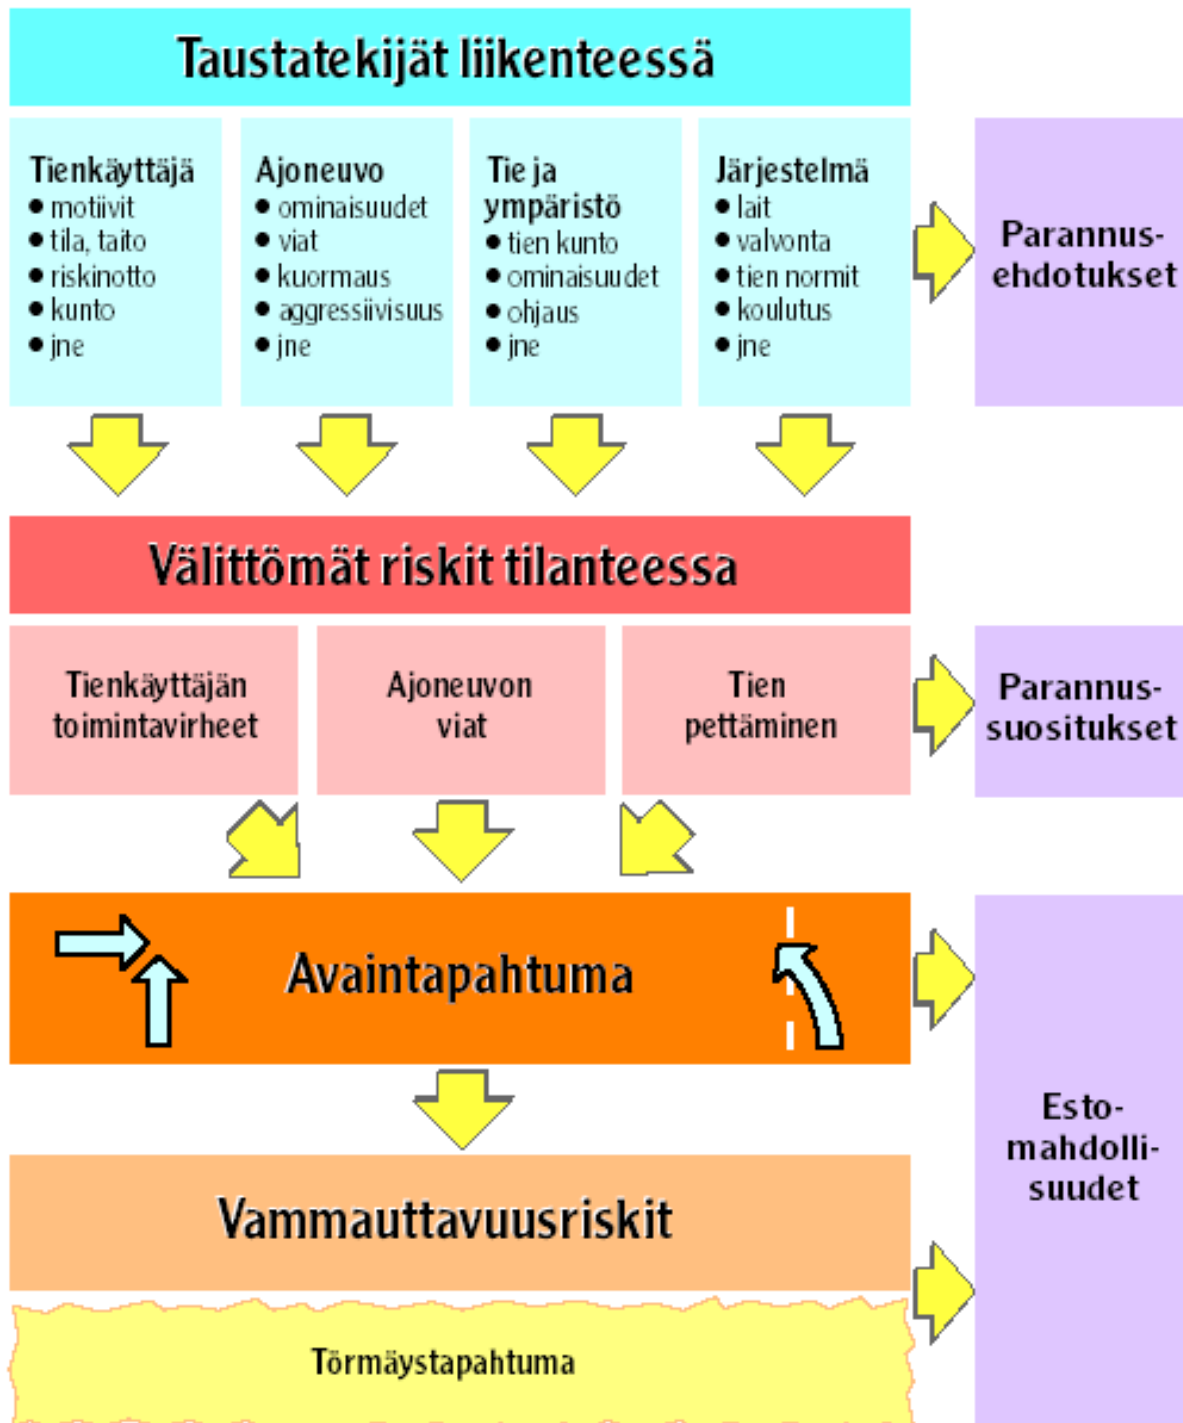 Taustatekijät liikenteessä
Tienkäyttäjä
● motiivit
● tila, taito
● riskinotto
● kunto
● jne
Ajoneuvo
● ominaisuudet
● viat
● kuormaus
● aggressiivisuus
● jne
Tie ja
ympäristö
● tien kunto
● ominaisuudet
● ohjaus
● jne
Järjestelmä
● lait
● valvonta
● tien normit
● koulutus
● jne
Parannus-
ehdotukset
Välittömät riskit tilanteessa
Tienkäyttäjän
toimintavirheet
Ajoneuvon
viat
Tien
pettäminen
Parannus-
suositukset
Avaintapahtuma
Vammauttavuusriskit
Törmäystapahtuma
Esto-
mahdolli-
suudet